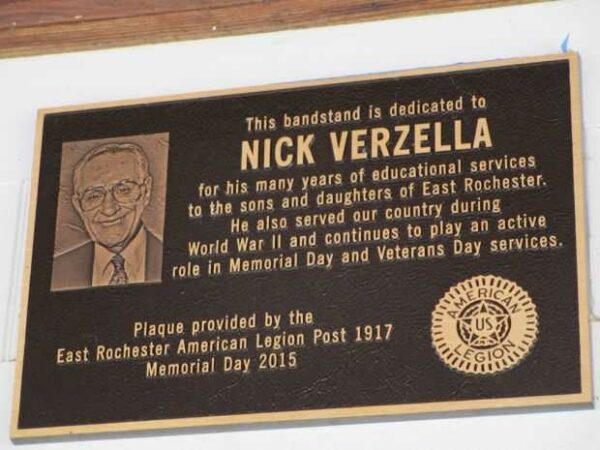 This bandstand is dedicated to
NICK VERZELLA
for his many years of educational services
to the sons and daughters of East Rochester.
He also served our country during
World War II and continues to play an active
role in Memorial Day and Veterans Day services.
Plaque provided by the
East Rochester American Legion Post 1917
Memorial Day 2015
AMERICAN
US
LEGION